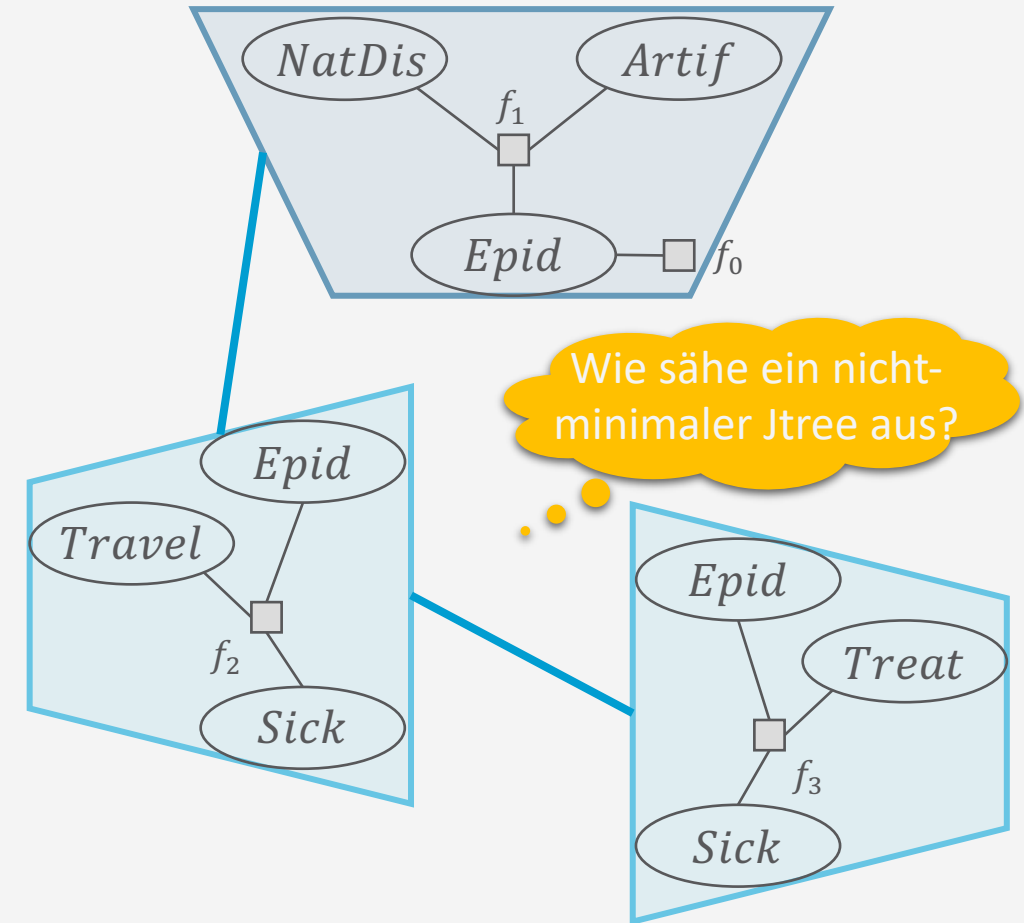 NatDis
Artif
f₁
Epid
f₀
Wie sähe ein nicht-
minimaler Jtree aus?
Epid
Travel
f₂
Sick
Epid
Treat
f₃
Sick